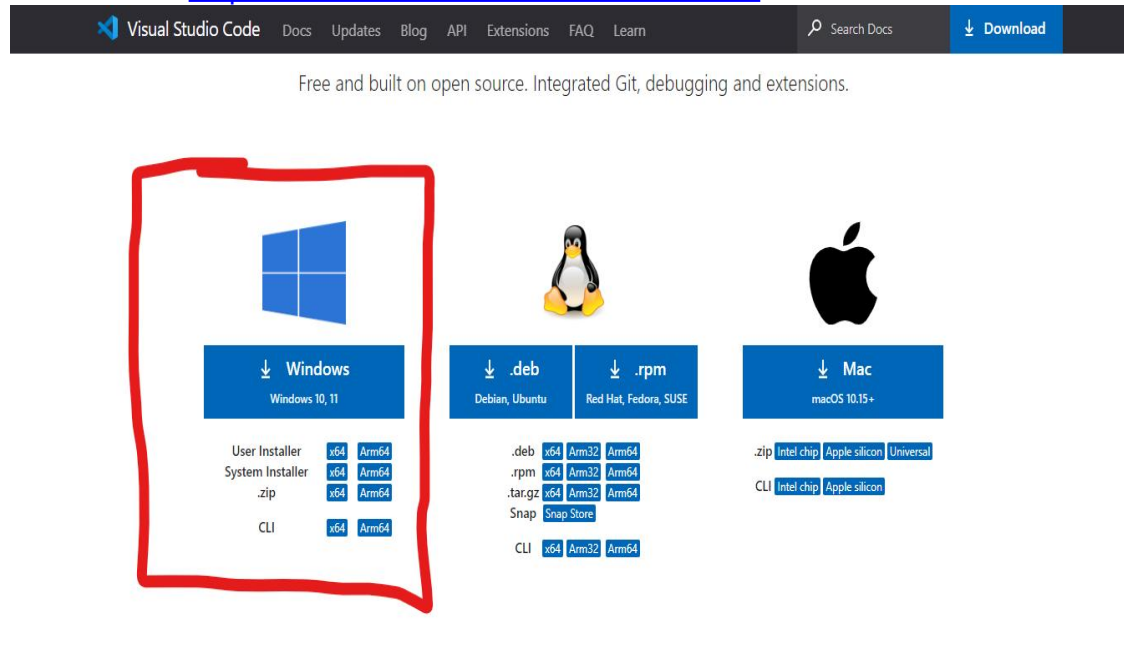 Visual Studio Code Docs Updates Blog API Extensions FAQ Learn Search Docs Download
Free and built on open source. Integrated Git, debugging and extensions.
Windows
Windows 10, 11
User Installer x64 Arm64
System Installer x64 Arm64
.zip x64 Arm64
CLI x64 Arm64
.deb
Debian, Ubuntu
.rpm
Red Hat, Fedora, SUSE
.deb x64 Arm32 Arm64
.rpm x64 Arm32 Arm64
.tar.gz x64 Arm32 Arm64
Snap Snap Store
CLI x64 Arm32 Arm64
Mac
macOS 10.15+
.zip Intel chip Apple silicon Universal
CLI Intel chip Apple silicon